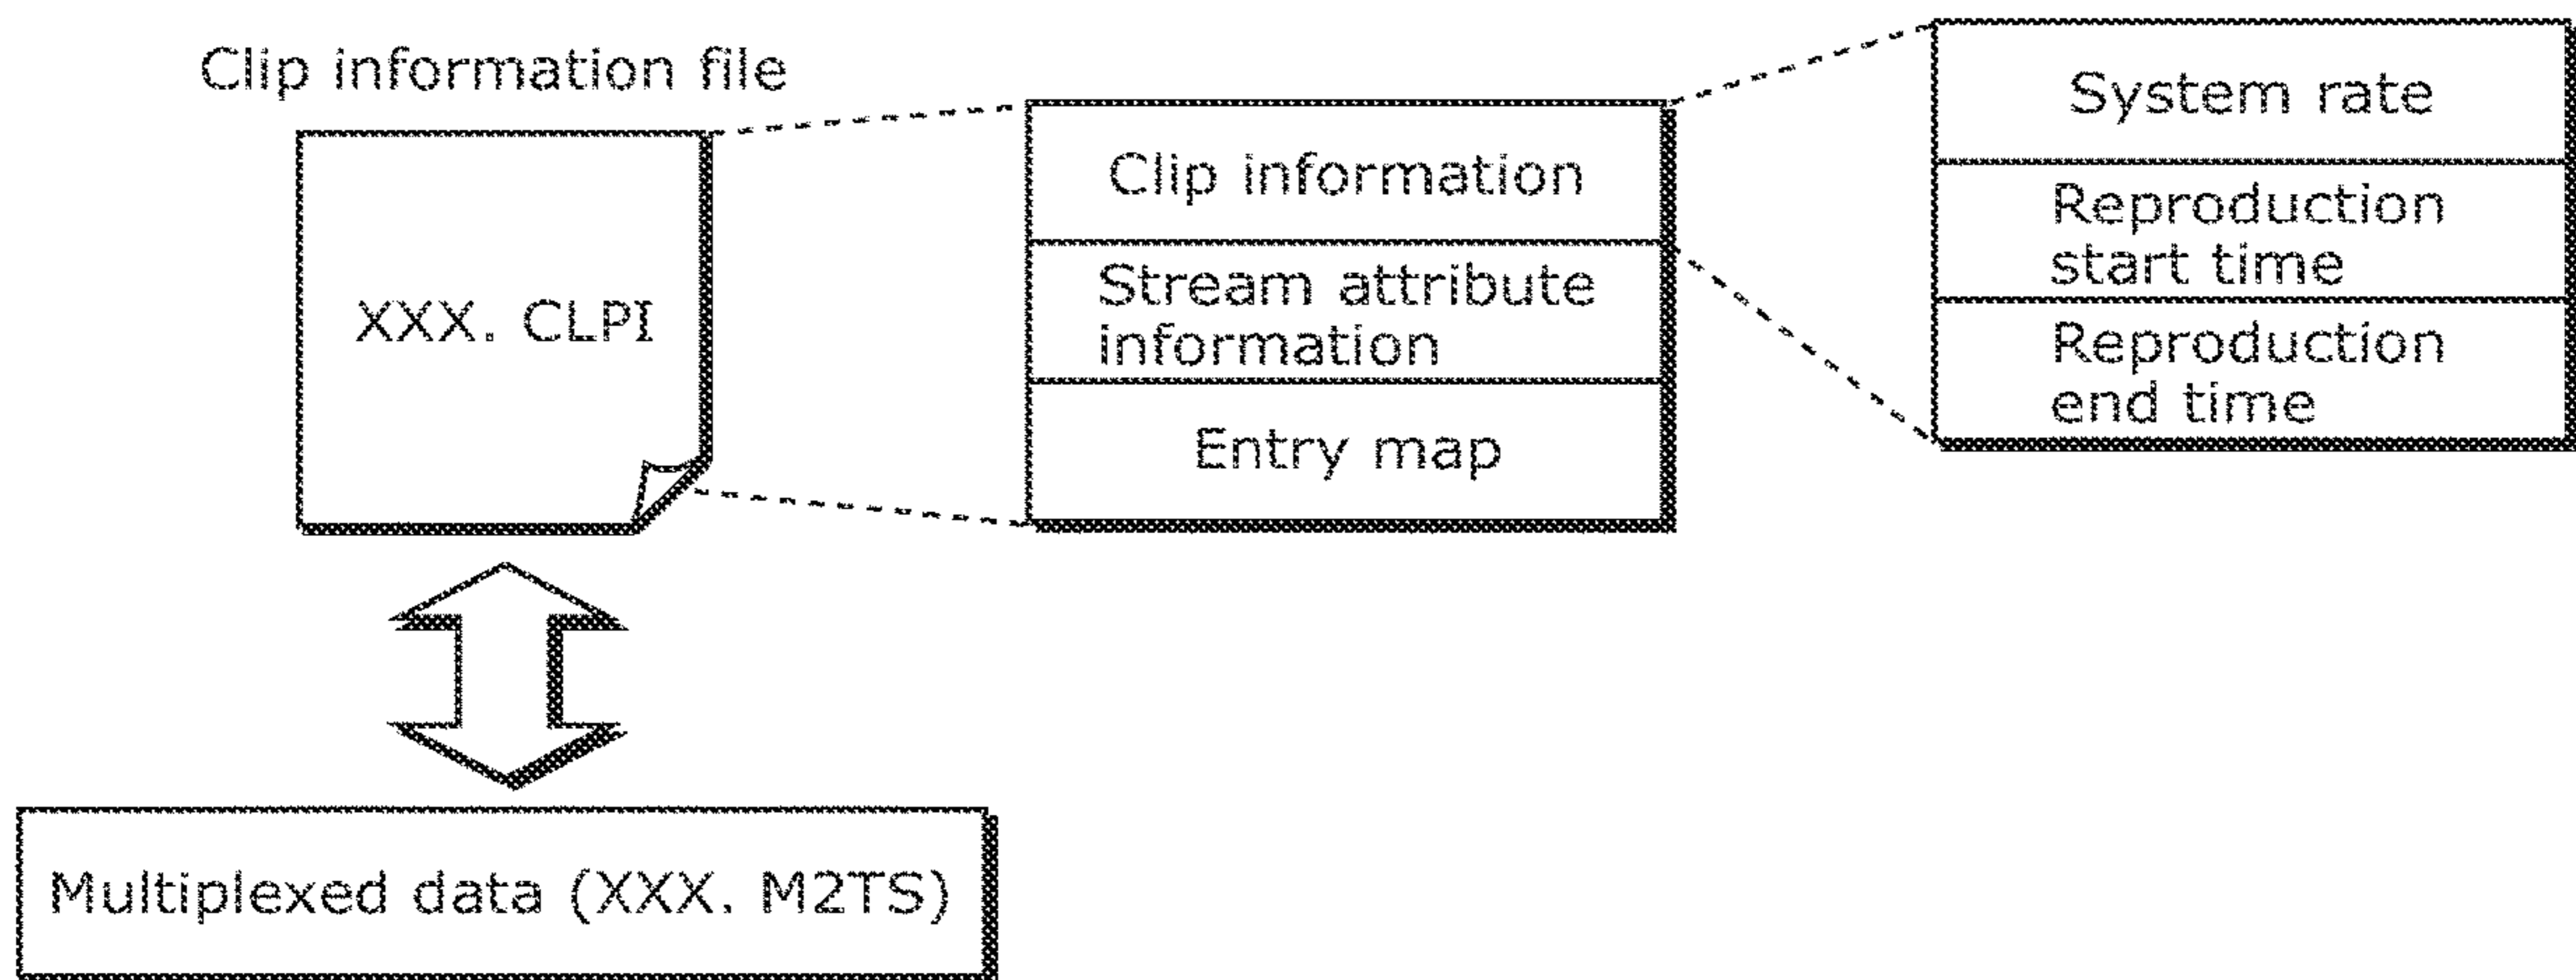 Clip information file
XXX. CLPI
Clip information
Stream attribute
information
Entry map
System rate
Reproduction
start time
Reproduction
end time
Multiplexed data (XXX. M2TS)